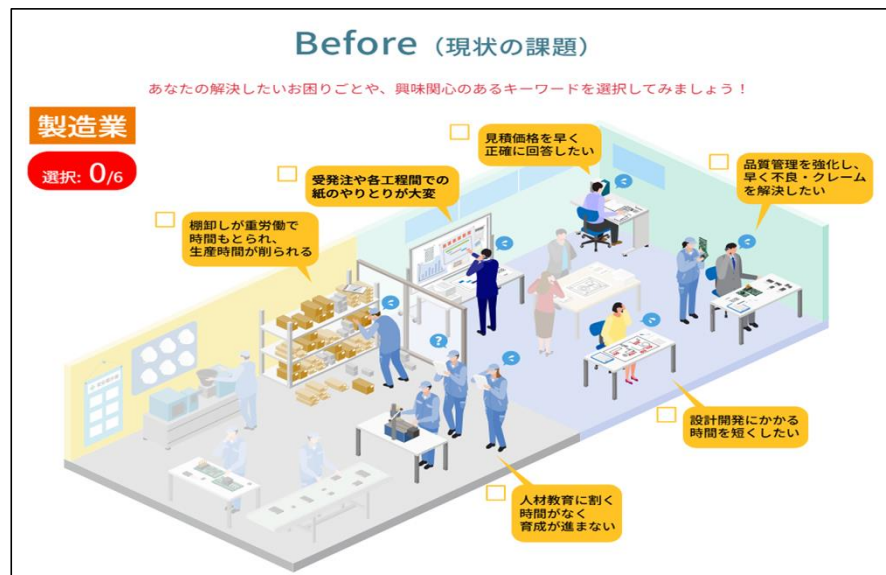 Before（現状の課題）
あなたの解決したいお困りごとや、興味関心のあるキーワードを選択してみましょう！
製造業
選択: 0/6
見積価格を早く
正確に回答したい
品質管理を強化し、
早く不良・クレーム
を解決したい
受発注や各工程間での
紙のやりとりが大変
棚卸しが重労働で
時間もとられ、
生産時間が削られる
設計開発にかかる
時間を短くしたい
人材教育に割く
時間がなく
育成が進まない